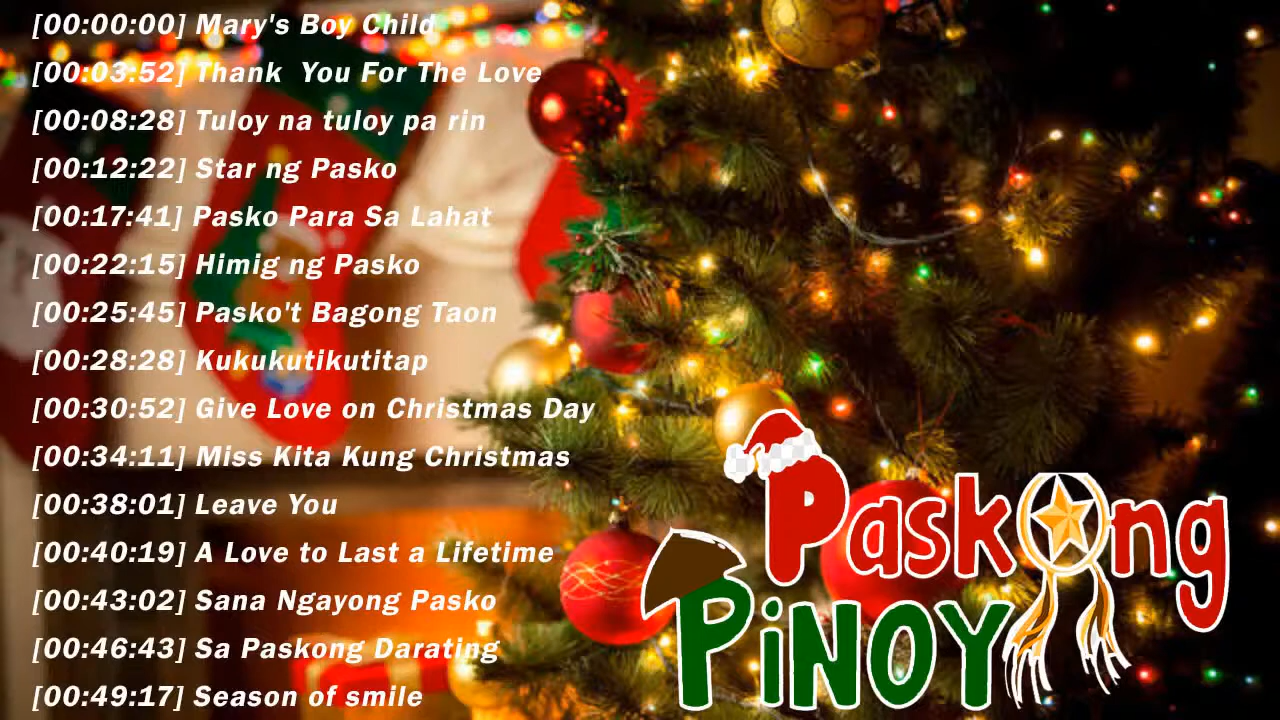 [00:00:00] Mary's Boy Child
[00:03:52] Thank  You For The Love
[00:08:28] Tuloy na tuloy pa rin
[00:12:22] Star ng Pasko
[00:17:41] Pasko Para Sa Lahat
[00:22:15] Himig ng Pasko
[00:25:45] Pasko't Bagong Taon
[00:28:28] Kukukutikutitap
[00:30:52] Give Love on Christmas Day
[00:34:11] Miss Kita Kung Christmas
[00:38:01] Leave You
[00:40:19] A Love to Last a Lifetime
[00:43:02] Sana Ngayong Pasko
[00:46:43] Sa Paskong Darating
[00:49:17] Season of smile
Paskong
PiNOY